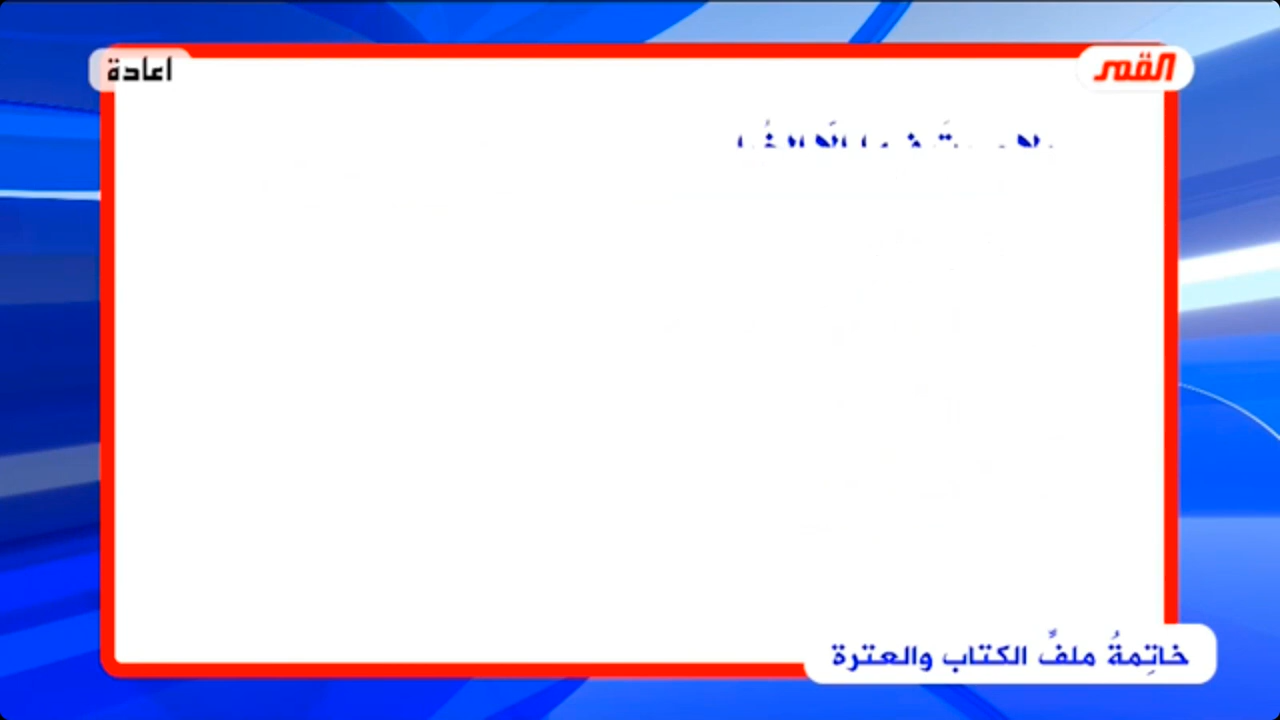 القمر
اعادة
خاتِمةُ ملفِّ الكتاب والعترة